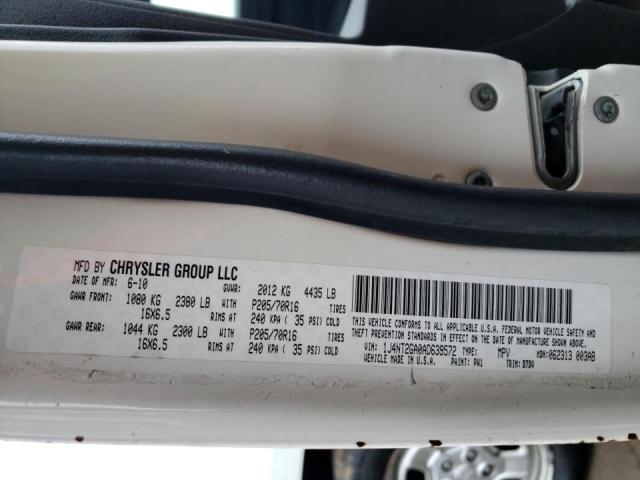 MFD BY CHRYSLER GROUP LLC
DATE OF MFR: 6-10 GVWR: 2012 KG 4435 LB
GAWR FRONT: 1080 KG 2380 LB WITH P205/70R16 TIRES
16X6.5 RIMS AT 240 KPA ( 35 PSI) COLD
GAWR REAR: 1044 KG 2300 LB WITH P205/70R16 TIRES
16X6.5 RIMS AT 240 KPA ( 35 PSI) COLD
THIS VEHICLE CONFORMS TO ALL APPLICABLE U.S.A. FEDERAL MOTOR VEHICLE SAFETY AND
THEFT PREVENTION STANDARDS IN EFFECT ON THE DATE OF MANUFACTURE SHOWN ABOVE.
VIN: 1J4NT2GA0AD639572 TYPE: MPV MDH: 062313 003AB
VEHICLE MADE IN U.S.A. PAINT: PW1 TRIM: